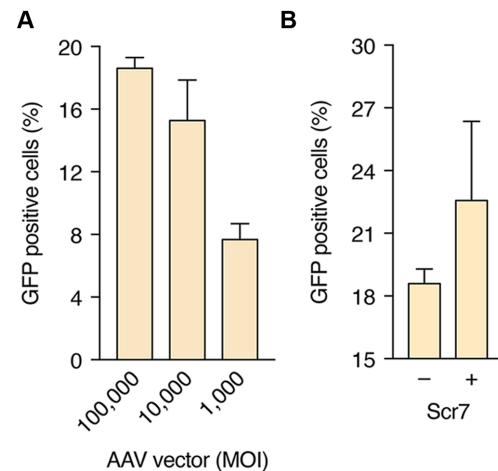 A
GFP positive cells (%)
20
16
12
8
4
0
100,000
10,000
1,000
AAV vector (MOI)
B
GFP positive cells (%)
30
27
24
21
18
15
− +
Scr7